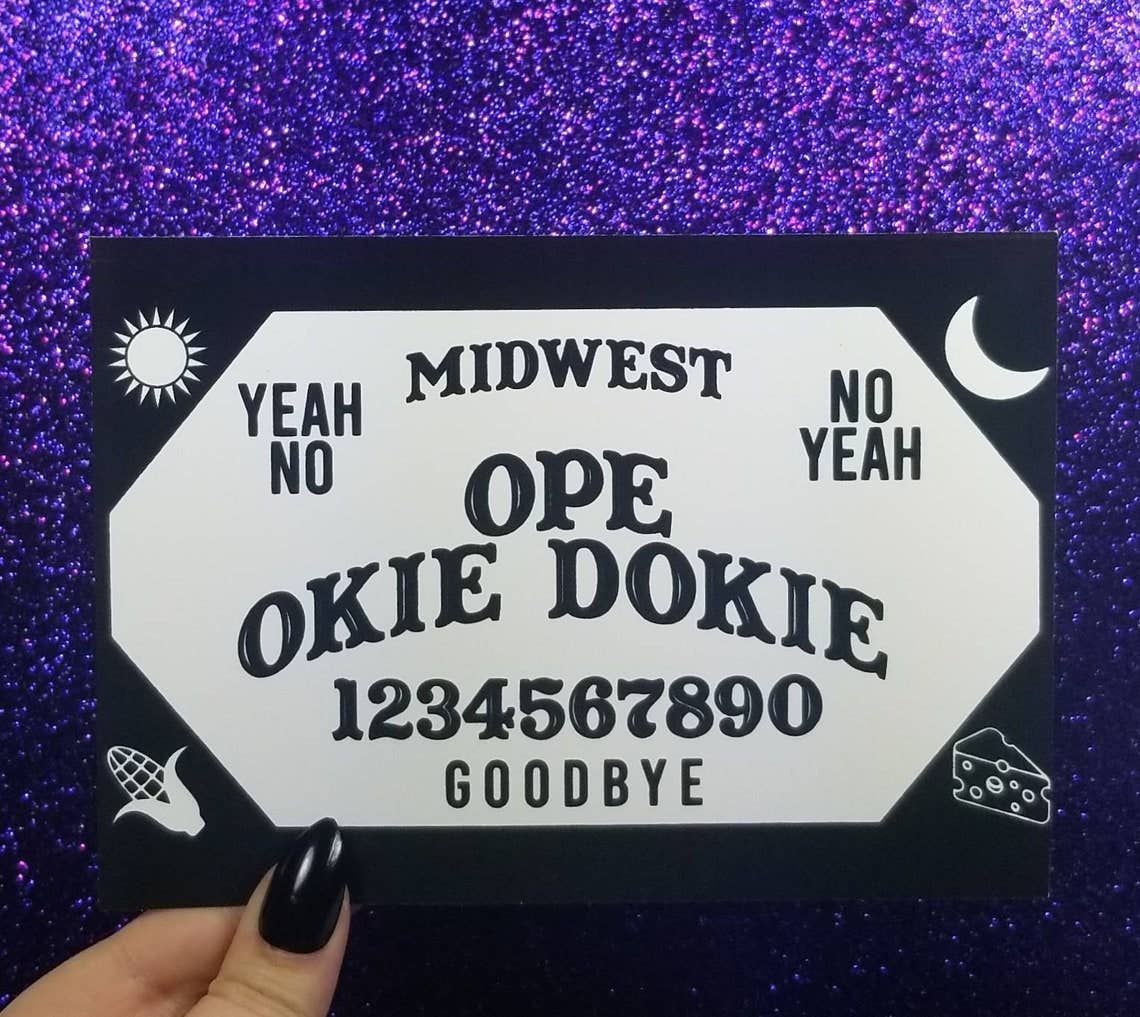 MIDWEST
YEAH
NO
NO
YEAH
OPE
OKIE DOKIE
1234567890
GOODBYE